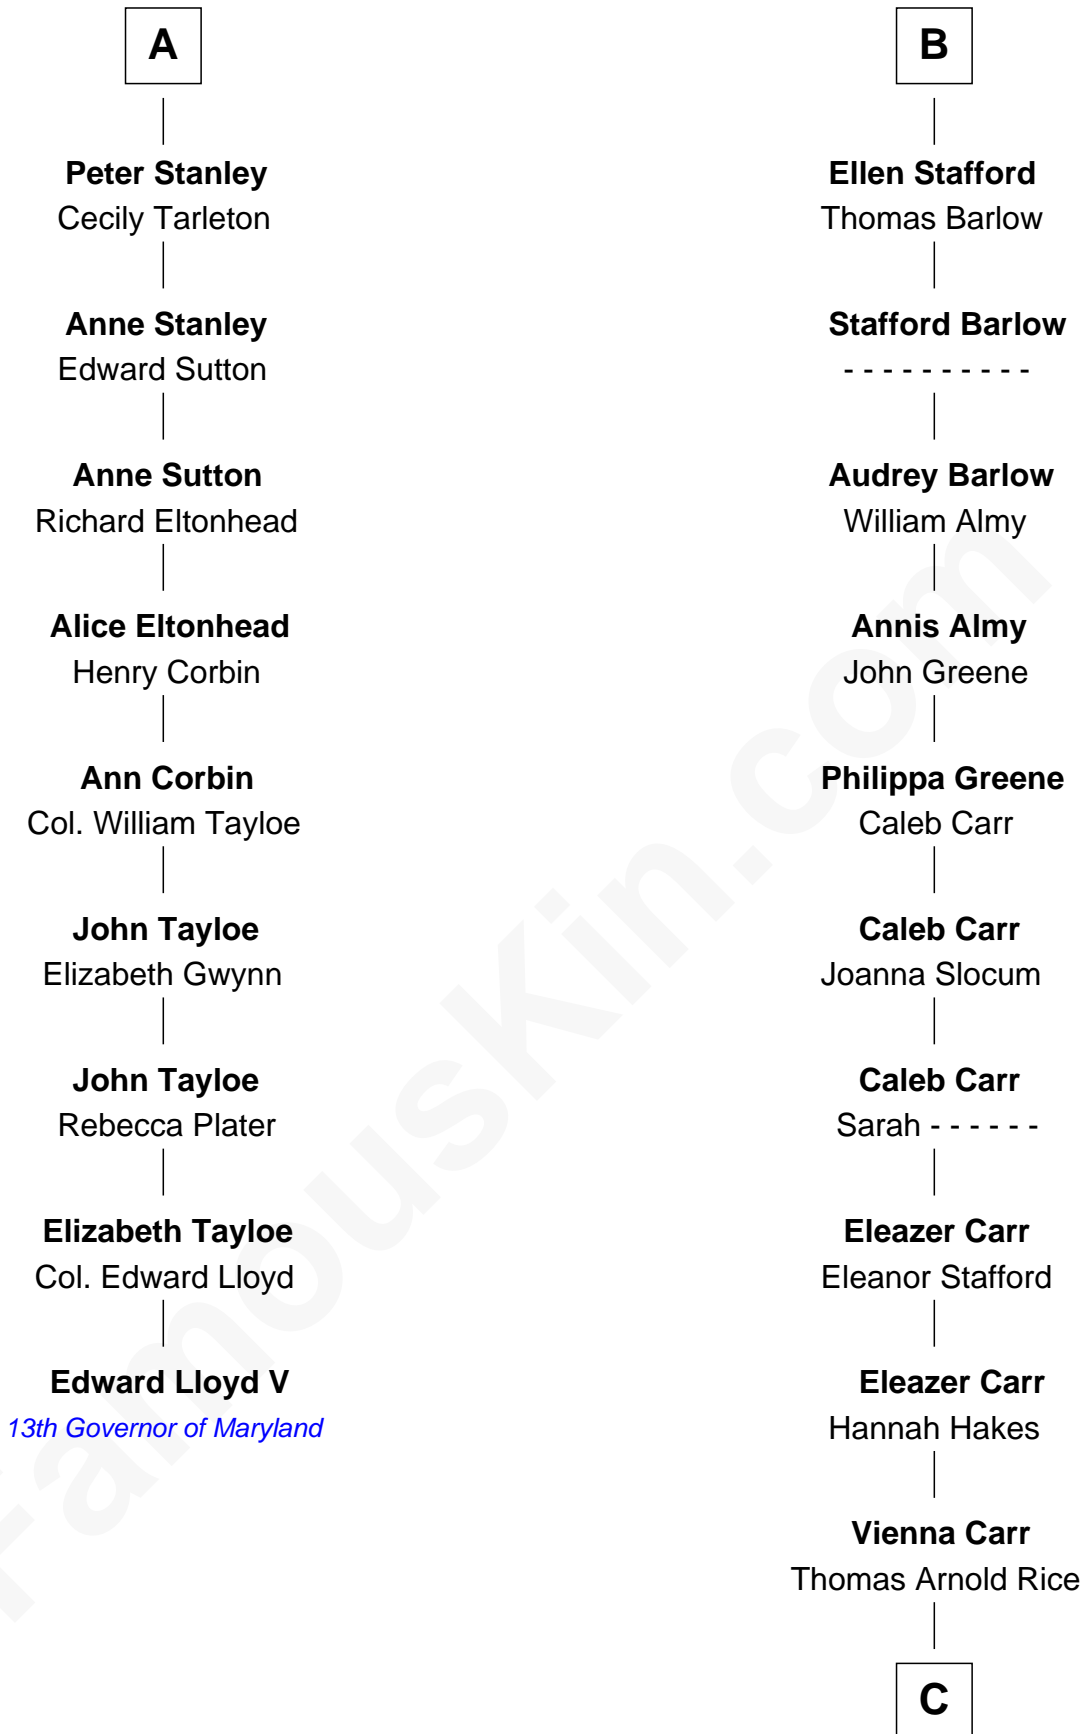 A
Peter Stanley
Cecily Tarleton
Anne Stanley
Edward Sutton
Anne Sutton
Richard Eltonhead
Alice Eltonhead
Henry Corbin
Ann Corbin
Col. William Tayloe
John Tayloe
Elizabeth Gwynn
John Tayloe
Rebecca Plater
Elizabeth Tayloe
Col. Edward Lloyd
Edward Lloyd V
13th Governor of Maryland
B
Ellen Stafford
Thomas Barlow
Stafford Barlow
- - - - - - - - - -
Audrey Barlow
William Almy
Annis Almy
John Greene
Philippa Greene
Caleb Carr
Caleb Carr
Joanna Slocum
Caleb Carr
Sarah - - - - - -
Eleazer Carr
Eleanor Stafford
Eleazer Carr
Hannah Hakes
Vienna Carr
Thomas Arnold Rice
C
FamousKin.com